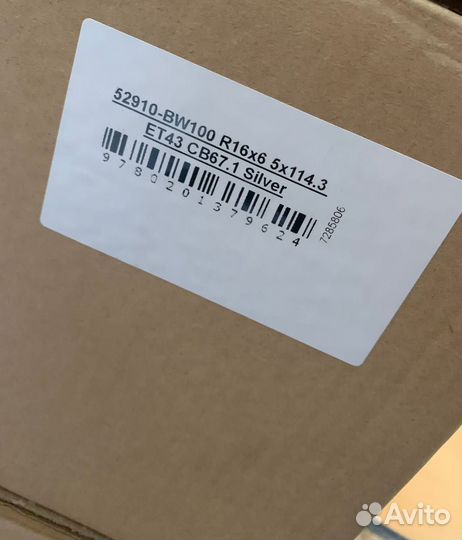 52910-BW100 R16x6 5x114.3
ET43 CB67.1 Silver
9780201379624
7285806
Avito